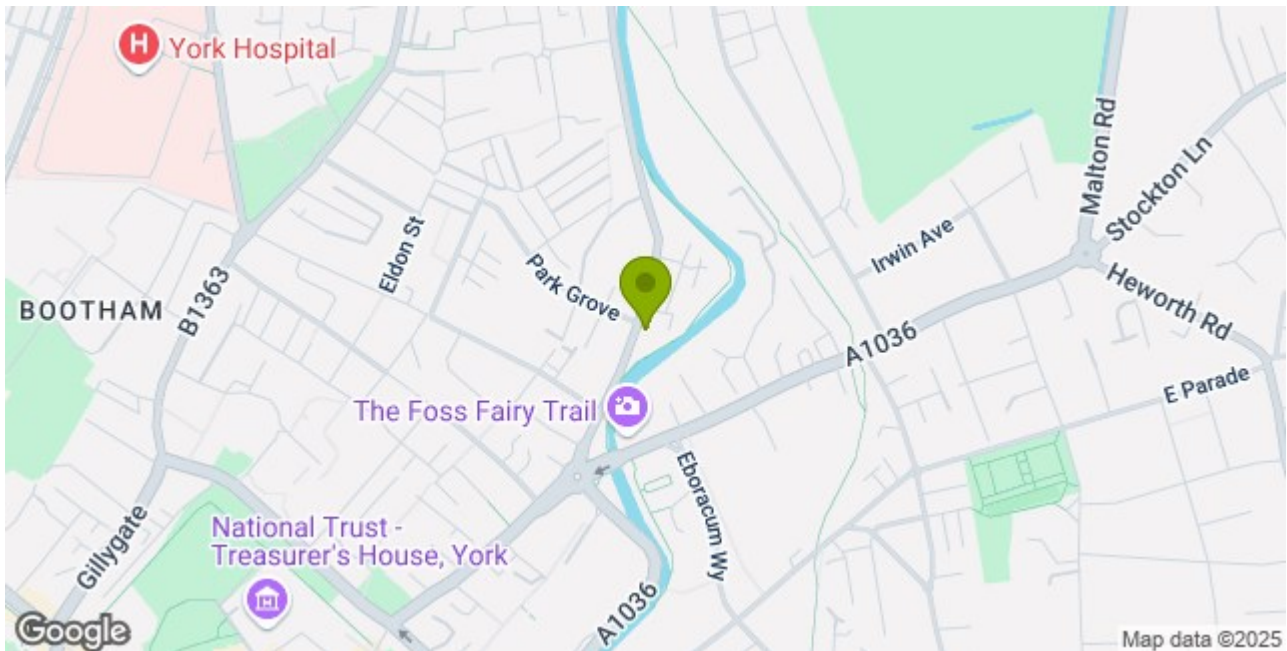 H
York Hospital
Malton Rd
Stockton Ln
Eldon St
Irwin Ave
Park Grove
BOOTHAM
B1363
Heworth Rd
A1036
E Parade
The Foss Fairy Trail
Eboracum Wy
Gillygate
National Trust -
Treasurer's House, York
A1036
Google
Map data ©2025